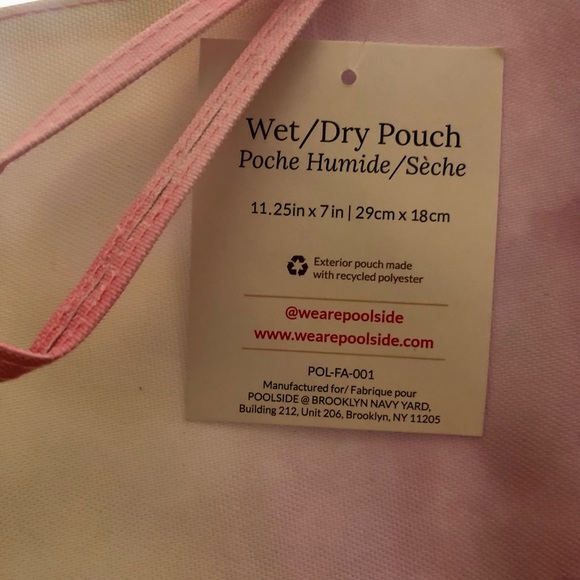 Wet/Dry Pouch
Poche Humide/Sèche
11.25in x 7in | 29cm x 18cm
Exterior pouch made
with recycled polyester
@wearepoolside
www.wearepoolside.com
POL-FA-001
Manufactured for/ Fabrique pour
POOLSIDE @ BROOKLYN NAVY YARD,
Building 212, Unit 206, Brooklyn, NY 11205